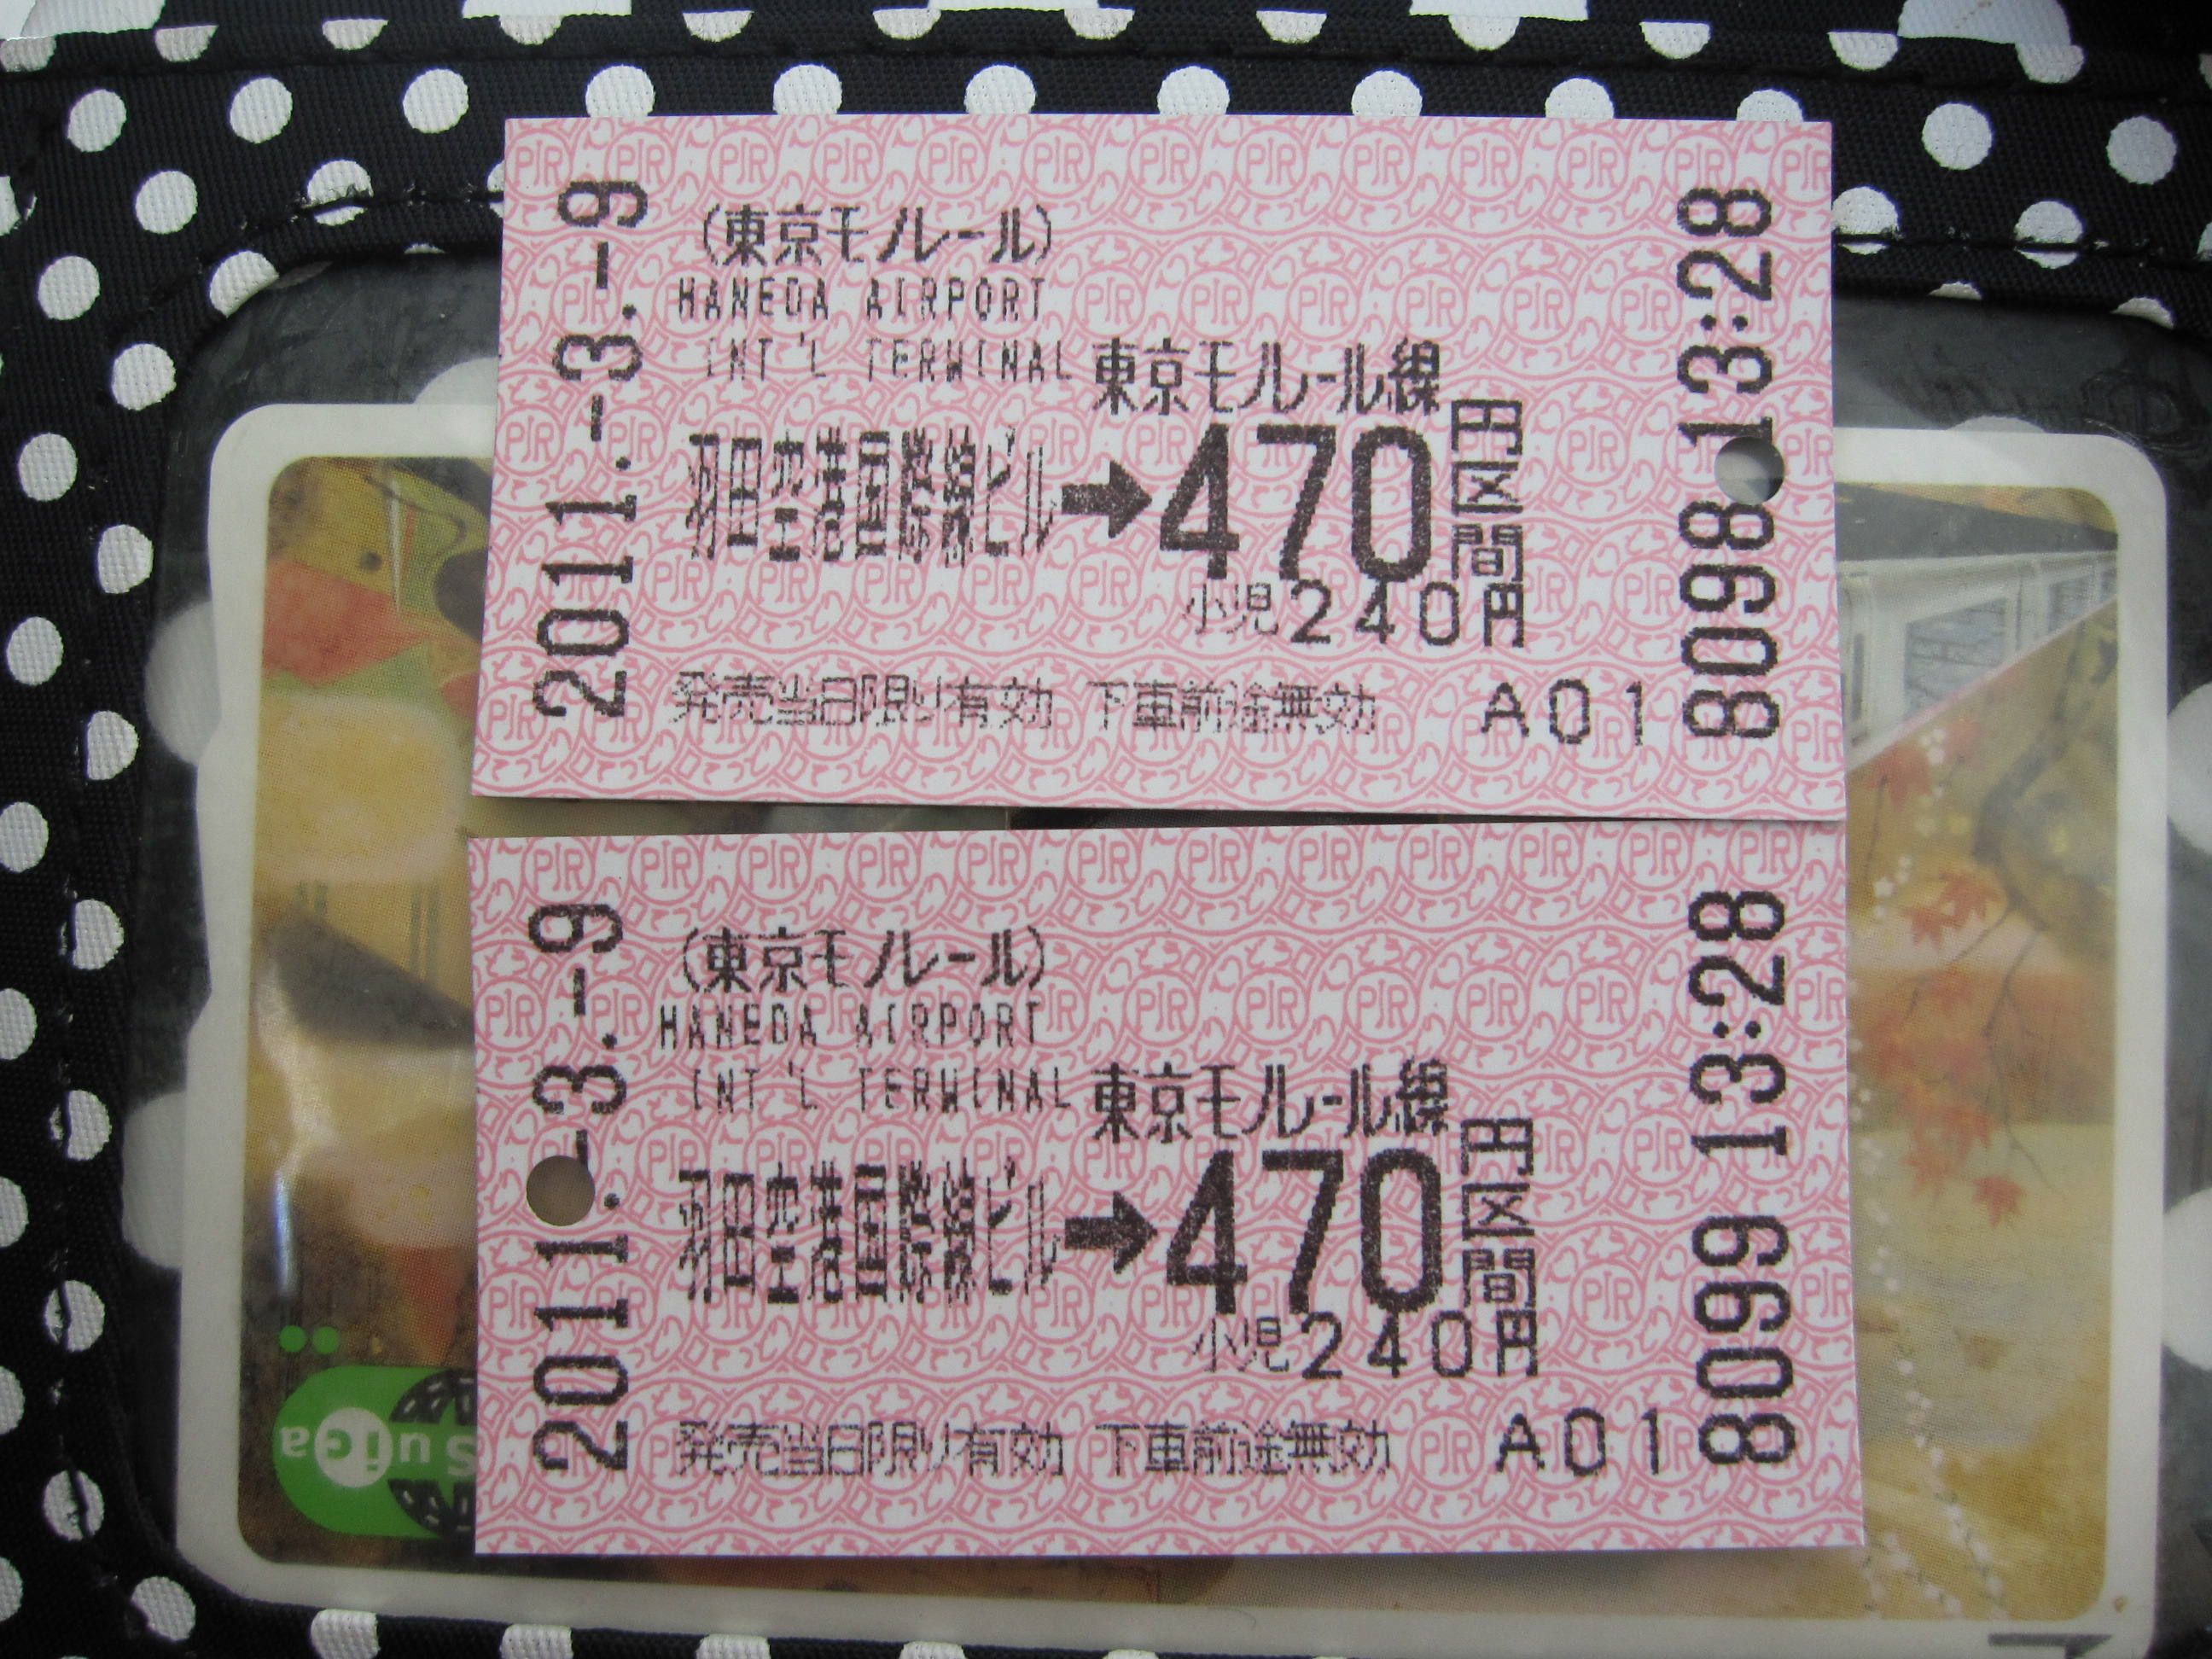 2011.-3.-9
(東京モノレール)
HANEDA AIRPORT
INT'L TERMINAL
東京モノレール線
羽田空港国際線ビル➡470円区間
小児240円
発売当日限り有効 下車前途無効 A01
8098 13:28
2011.-3.-9
(東京モノレール)
HANEDA AIRPORT
INT'L TERMINAL
東京モノレール線
羽田空港国際線ビル➡470円区間
小児240円
発売当日限り有効 下車前途無効 A01
8099 13:28
Suica